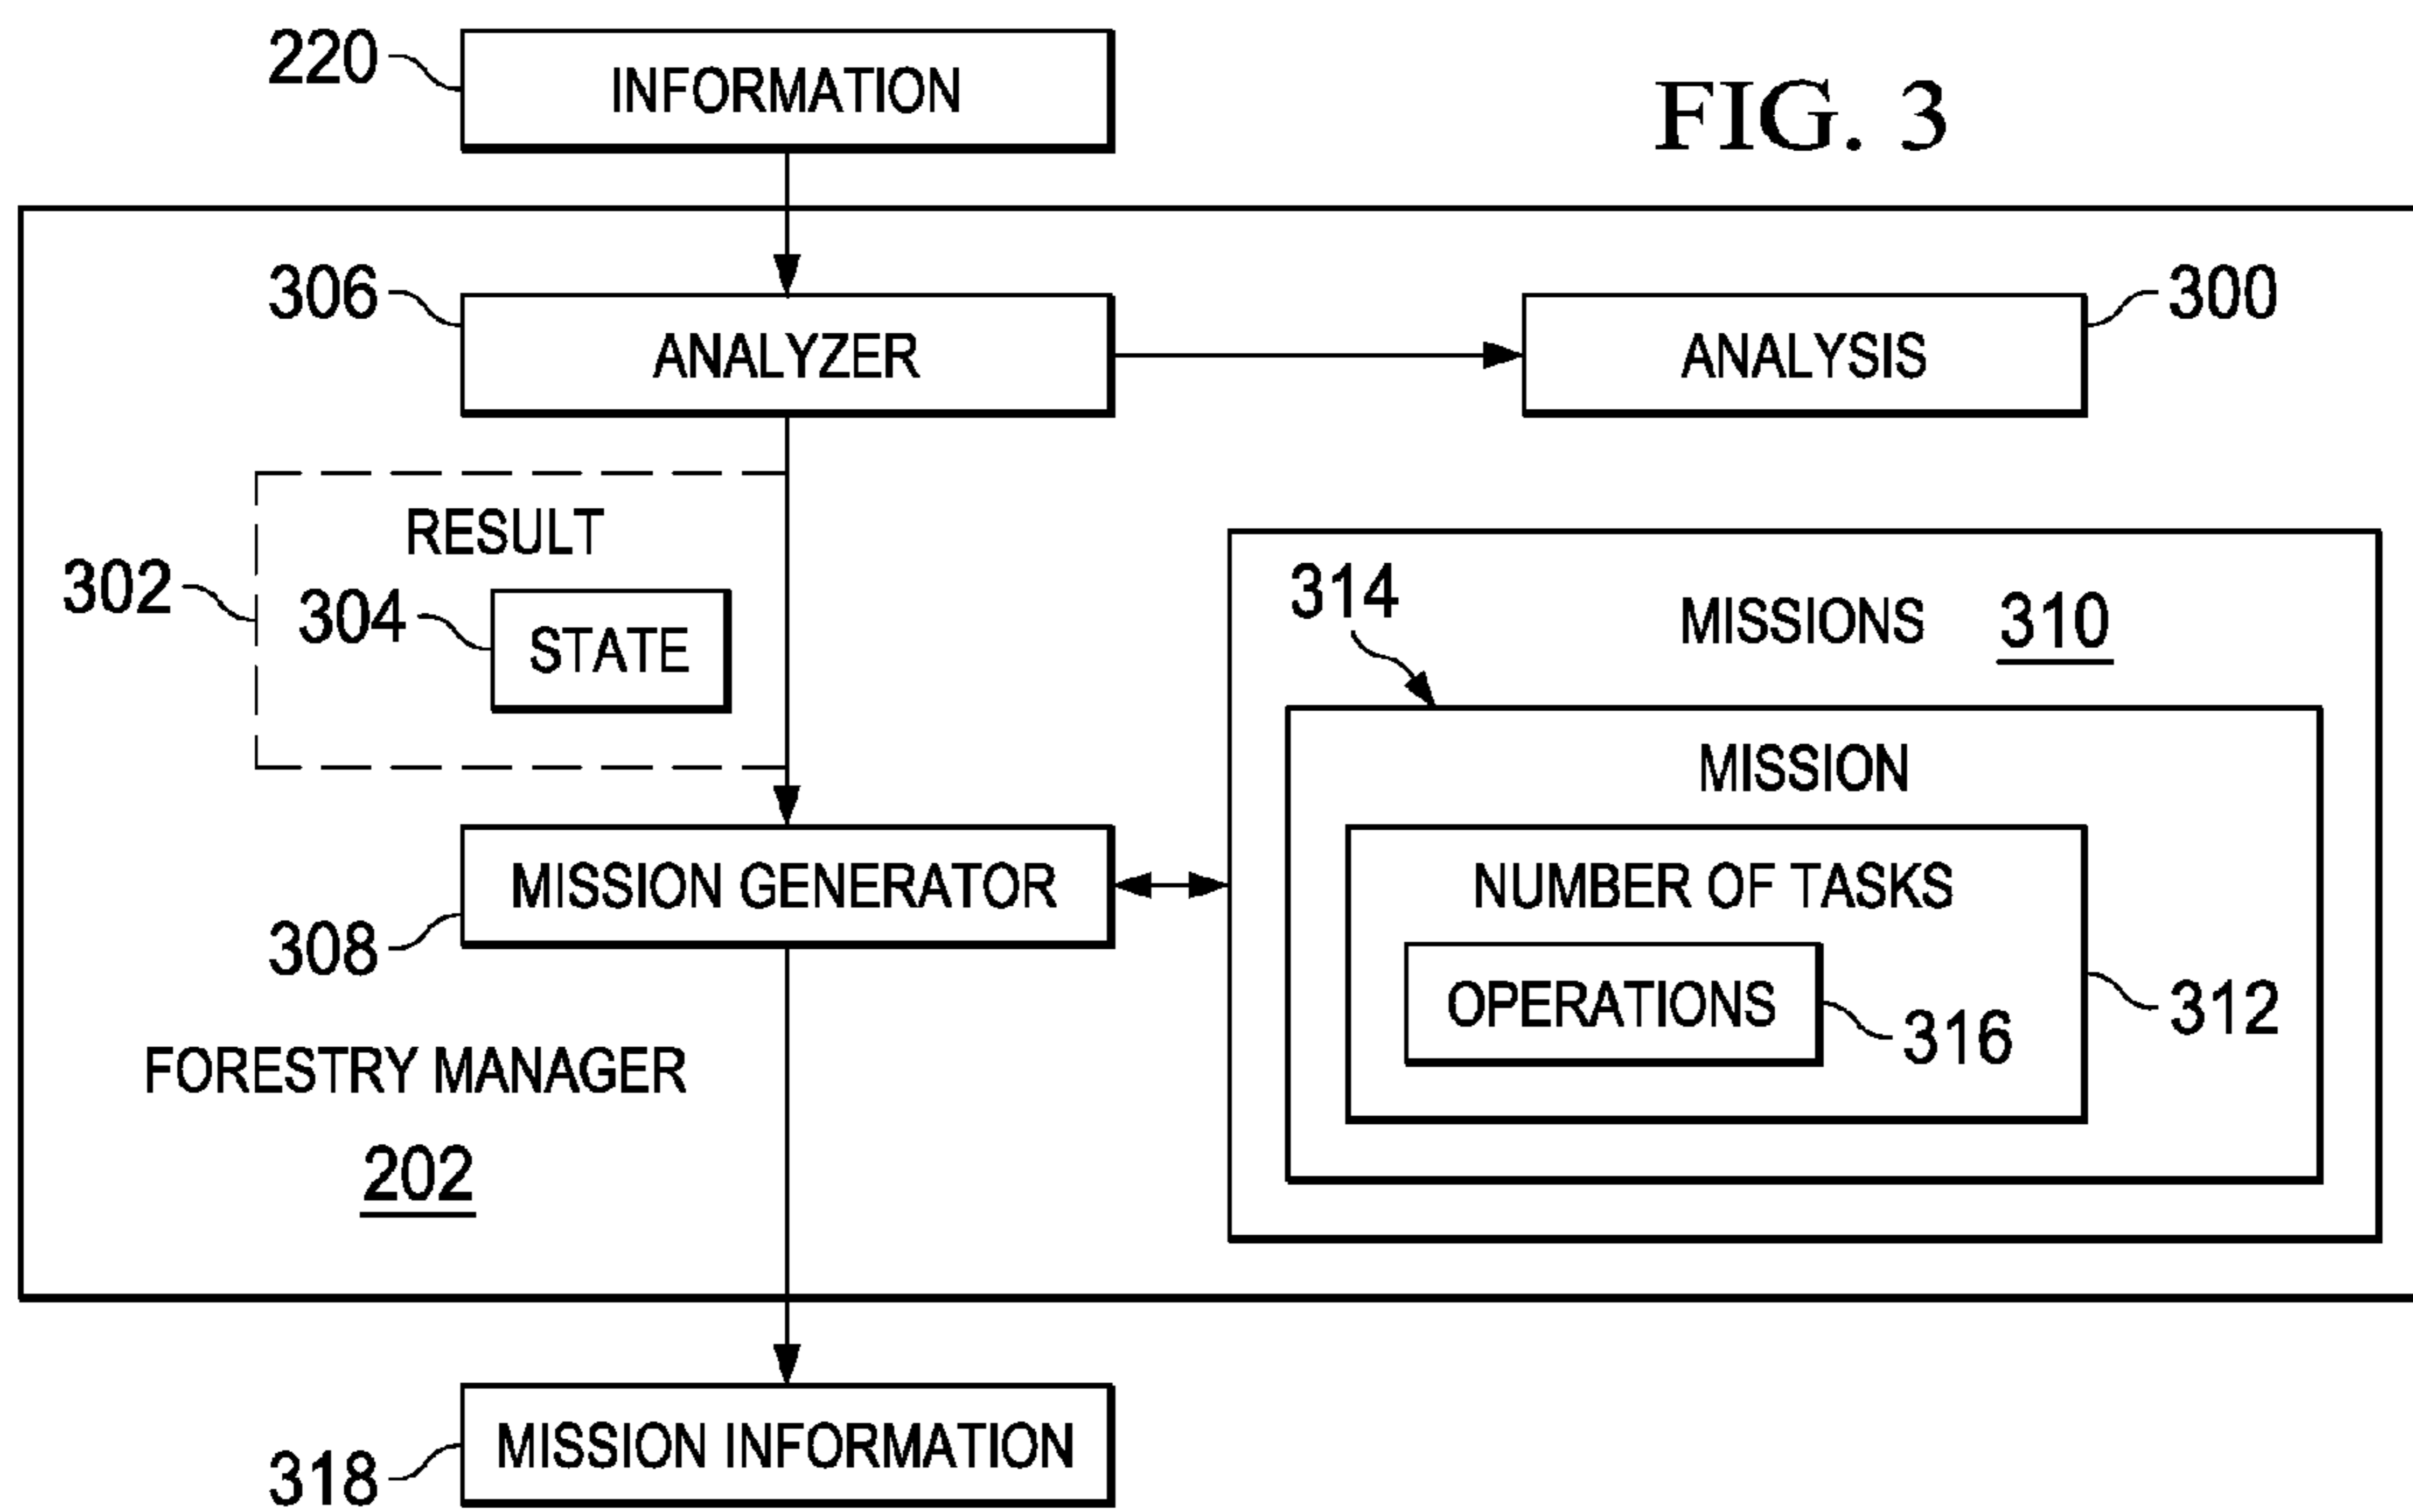 220
INFORMATION
FIG. 3
306
ANALYZER
ANALYSIS
300
RESULT
302
304
STATE
314
MISSIONS 310
MISSION
MISSION GENERATOR
308
NUMBER OF TASKS
OPERATIONS
316
312
FORESTRY MANAGER
202
MISSION INFORMATION
318